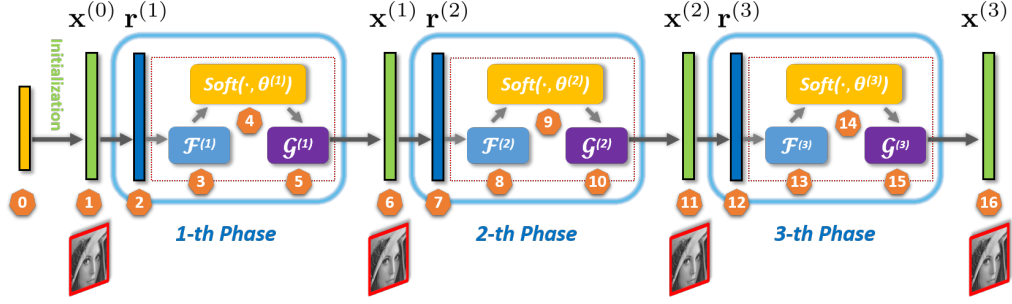 x^(0) r^(1) x^(1) r^(2) x^(2) r^(3) x^(3)
Initialization
Soft(·, θ^(1)) Soft(·, θ^(2)) Soft(·, θ^(3))
4 9 14
ℱ^(1) 𝒢^(1) ℱ^(2) 𝒢^(2) ℱ^(3) 𝒢^(3)
3 5 8 10 13 15
0 1 2 6 7 11 12 16
1-th Phase 2-th Phase 3-th Phase